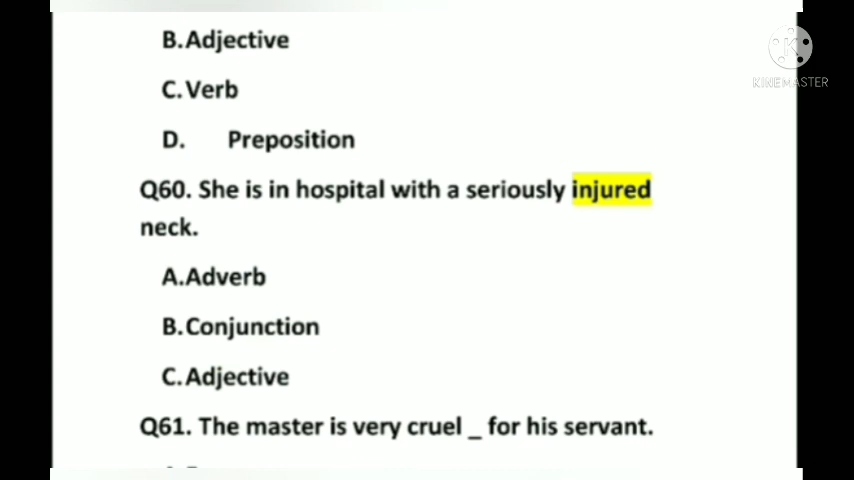 B.Adjective
C.Verb
D. Preposition
Q60. She is in hospital with a seriously injured
neck.
A.Adverb
B.Conjunction
C.Adjective
Q61. The master is very cruel _ for his servant.
KINEMASTER